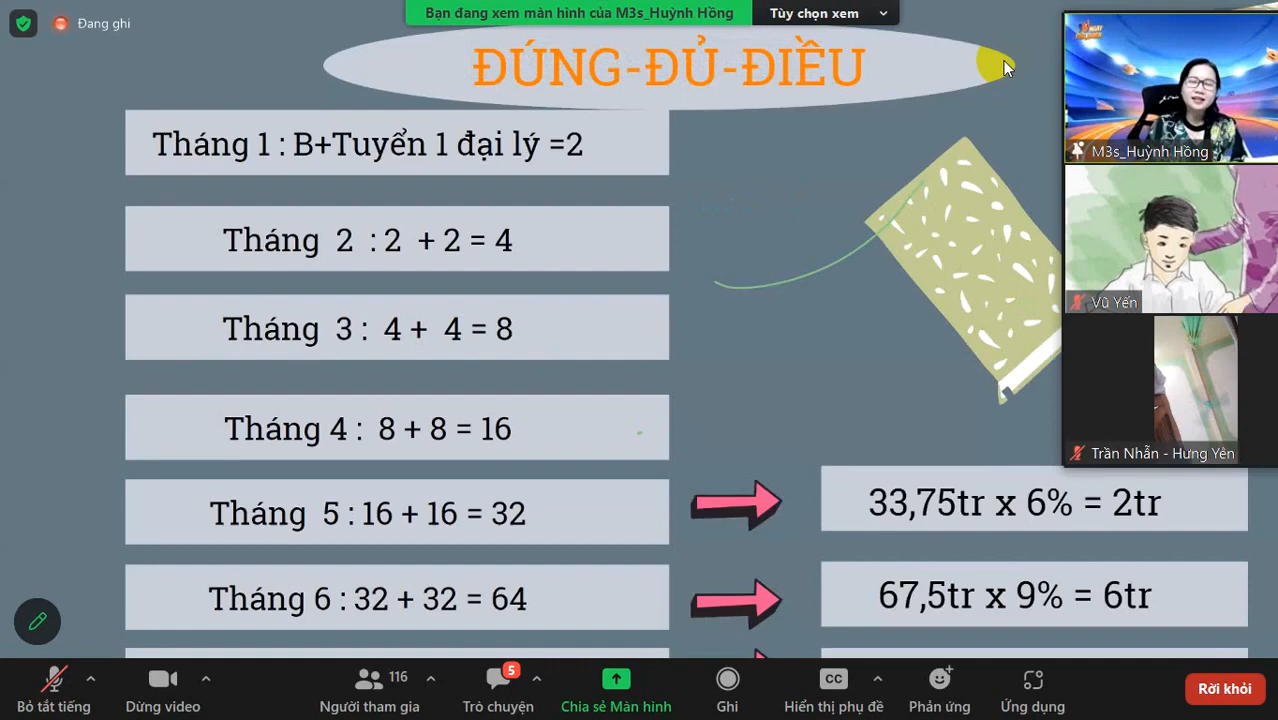 Đang ghi
Bạn đang xem màn hình của M3s_Huỳnh Hồng
Tùy chọn xem
ĐÚNG-ĐỦ-ĐIỀU
Tháng 1 : B+Tuyển 1 đại lý =2
Tháng 2 : 2 + 2 = 4
Tháng 3 : 4 + 4 = 8
Tháng 4 : 8 + 8 = 16
Tháng 5 : 16 + 16 = 32
33,75tr x 6% = 2tr
Tháng 6 : 32 + 32 = 64
67,5tr x 9% = 6tr
M3s_Huỳnh Hồng
Vũ Yến
Trần Nhẫn - Hưng Yên
Bỏ tắt tiếng
Dừng video
116
Người tham gia
5
Trò chuyện
Chia sẻ Màn hình
Ghi
CC
Hiển thị phụ đề
Phản ứng
Ứng dụng
Rời khỏi